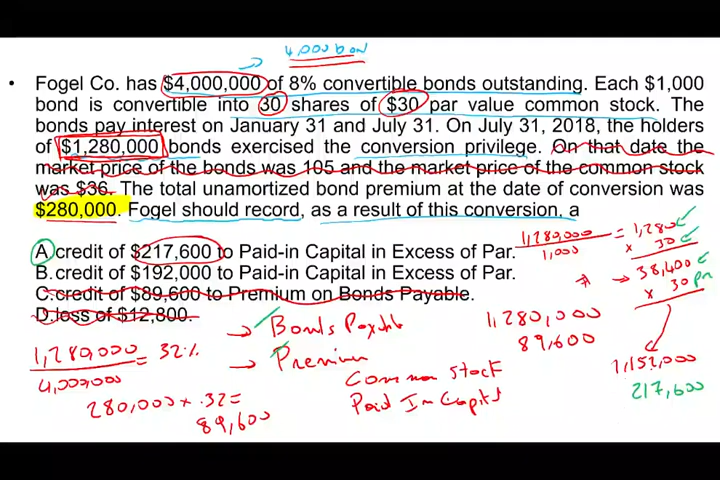 4,000 bon
• Fogel Co. has $4,000,000 of 8% convertible bonds outstanding. Each $1,000
bond is convertible into 30 shares of $30 par value common stock. The
bonds pay interest on January 31 and July 31. On July 31, 2018, the holders
of $1,280,000 bonds exercised the conversion privilege. On that date the
market price of the bonds was 105 and the market price of the common stock
was $36. The total unamortized bond premium at the date of conversion was
$280,000. Fogel should record, as a result of this conversion, a
A. credit of $217,600 to Paid-in Capital in Excess of Par.
B. credit of $192,000 to Paid-in Capital in Excess of Par.
C. credit of $89,600 to Premium on Bonds Payable.
D. loss of $12,800.
1,280,000 = 1,280
1,000
x 30
→ 38,400
x 30 par
1,152,000
217,600
→ Bonds Payable 1,280,000
→ Premium 89,600
Common Stock
Paid In Capital
1,280,000 = 32%
4,000,000
280,000 x .32 =
89,600